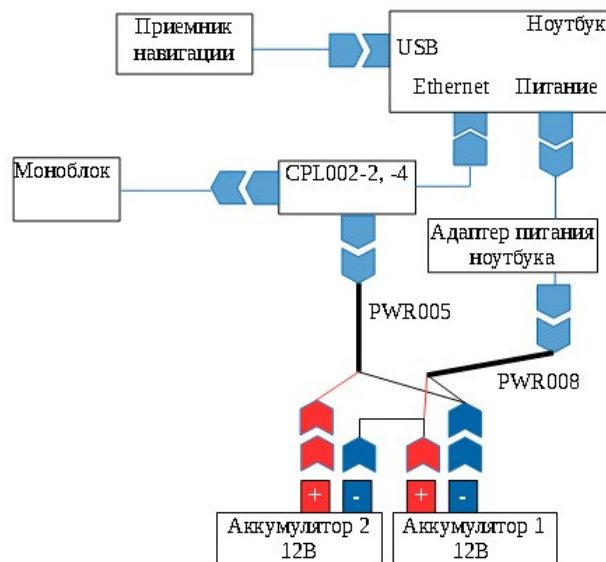 Приемник
навигации
Ноутбук
USB
Ethernet
Питание
Моноблок
CPL002-2, -4
Адаптер питания
ноутбука
PWR005
PWR008
+
-
+
-
Аккумулятор 2
12В
Аккумулятор 1
12В